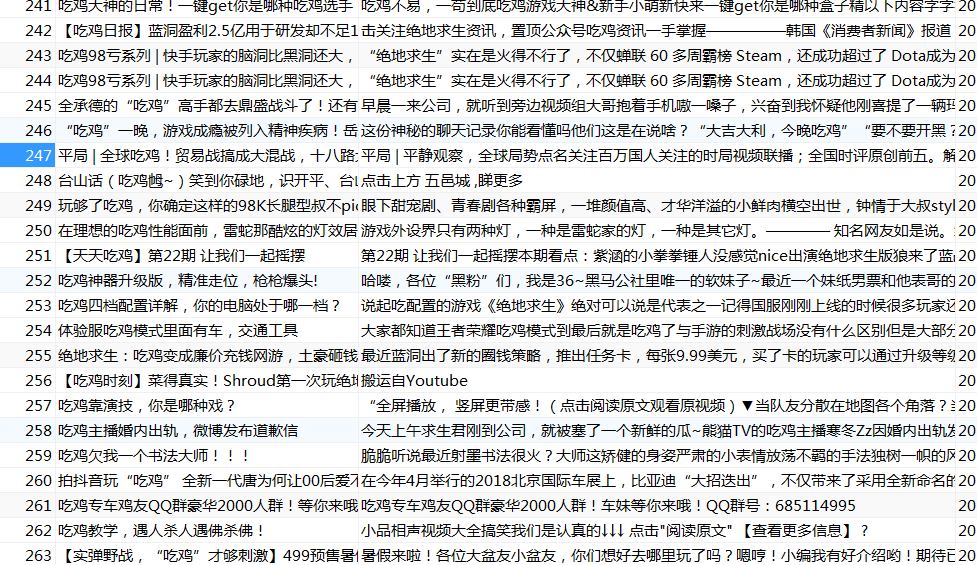 241 吃鸡大神的日常！一键get你是哪种吃鸡选手 吃鸡不易，一苟到底吃鸡游戏大神&新手小萌新快来一键get你是哪种盒子精以下内容字字 20
242 【吃鸡日报】蓝洞盈利2.5亿用于研发却不足1 击关注绝地求生资讯，置顶公众号吃鸡资讯一手掌握——————韩国《消费者新闻》报道 20
243 吃鸡98亏系列 | 快手玩家的脑洞比黑洞还大， “绝地求生”实在是火得不行了，不仅蝉联 60 多周霸榜 Steam，还成功超过了 Dota成为 20
244 吃鸡98亏系列 | 快手玩家的脑洞比黑洞还大， “绝地求生”实在是火得不行了，不仅蝉联 60 多周霸榜 Steam，还成功超过了 Dota成为 20
245 全承德的“吃鸡”高手都去鼎盛战斗了！还有 早晨一来公司，就听到旁边视频组大哥抱着手机嗷一嗓子，兴奋到我怀疑他刚喜提了一辆玛 20
246 “吃鸡”一晚，游戏成瘾被列入精神疾病！岳 这份神秘的聊天记录你能看懂吗他们这是在说啥？“大吉大利，今晚吃鸡”“要不要开黑？ 20
247 平局 | 全球吃鸡！贸易战搞成大混战，十八路 平局 | 平静观察，全球局势点名关注百万国人关注的时局视频联播；全国时评原创前五。解 20
248 台山话（吃鸡乸~）笑到你碌地，识开平、台山 点击上方 五邑城 ,睇更多 20
249 玩够了吃鸡，你确定这样的98K长腿型叔不pic 眼下甜宠剧、青春剧各种霸屏，一堆颜值高、才华洋溢的小鲜肉横空出世，钟情于大叔styl 20
250 在理想的吃鸡性能面前，雷蛇那酷炫的灯效居 游戏外设界只有两种灯，一种是雷蛇家的灯，一种是其它灯。————— 知名网友如是说。 20
251 【天天吃鸡】第22期 让我们一起摇摆 第22期 让我们一起摇摆本期看点：紫涵的小拳拳锤人没感觉nice出演绝地求生版狼来了蓝 20
252 吃鸡神器升级版，精准走位，枪枪爆头! 哈喽，各位“黑粉”们，我是36~黑马公社里唯一的软妹子~最近一个妹纸男票和他表哥的 20
253 吃鸡四档配置详解，你的电脑处于哪一档？ 说起吃配置的游戏《绝地求生》绝对可以说是代表之一记得国服刚刚上线的时候很多玩家还 20
254 体验服吃鸡模式里面有车，交通工具 大家都知道王者荣耀吃鸡模式到最后就是吃鸡了与手游的刺激战场没有什么区别但是大部分 20
255 绝地求生：吃鸡变成廉价充钱网游，土豪砸钱 最近蓝洞出了新的圈钱策略，推出任务卡，每张9.99美元，买了卡的玩家可以通过升级等级 20
256 【吃鸡时刻】菜得真实！Shroud第一次玩绝地 搬运自Youtube 20
257 吃鸡靠演技，你是哪种戏？ “全屏播放， 竖屏更带感！（点击阅读原文观看原视频）▼当队友分散在地图各个角落？当 20
258 吃鸡主播婚内出轨，微博发布道歉信 今天上午求生君刚到公司，就被塞了一个新鲜的瓜~熊猫TV的吃鸡主播寒冬Zz因婚内出轨发 20
259 吃鸡欠我一个书法大师！！！ 脆脆听说最近射墨书法很火？大师这矫健的身姿严肃的小表情放荡不羁的手法独树一帜的风 20
260 拍抖音玩“吃鸡” 全新一代唐为何让00后爱不 在今年4月举行的2018北京国际车展上，比亚迪“大招迭出”，不仅带来了采用全新命名的 20
261 吃鸡专车鸡友QQ群豪华2000人群！等你来哦 吃鸡专车鸡友QQ群豪华2000人群！车妹等你来哦！QQ群号：685114995 20
262 吃鸡教学，遇人杀人遇佛杀佛！ 小品相声视频大全搞笑我们是认真的↓↓↓ 点击"阅读原文" 【查看更多信息】？ 20
263 【实弹野战，“吃鸡”才够刺激】499预售暑假 暑假来啦！各位大盆友小盆友，你们想好去哪里玩了吗？嗯哼！小编我有好介绍哟！期待已 20